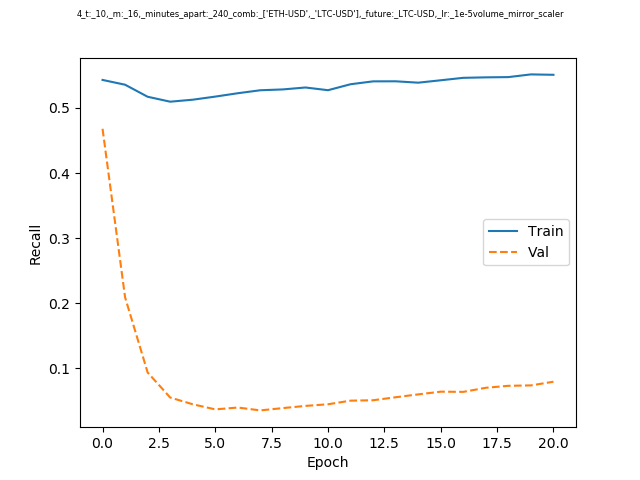 4_t:_10,_m:_16,_minutes_apart:_240_comb:_['ETH-USD',_'LTC-USD'],_future:_LTC-USD,_lr:_1e-5volume_mirror_scaler
0.5
0.4
0.3
0.2
0.1
Recall
Train
Val
0.0 2.5 5.0 7.5 10.0 12.5 15.0 17.5 20.0
Epoch